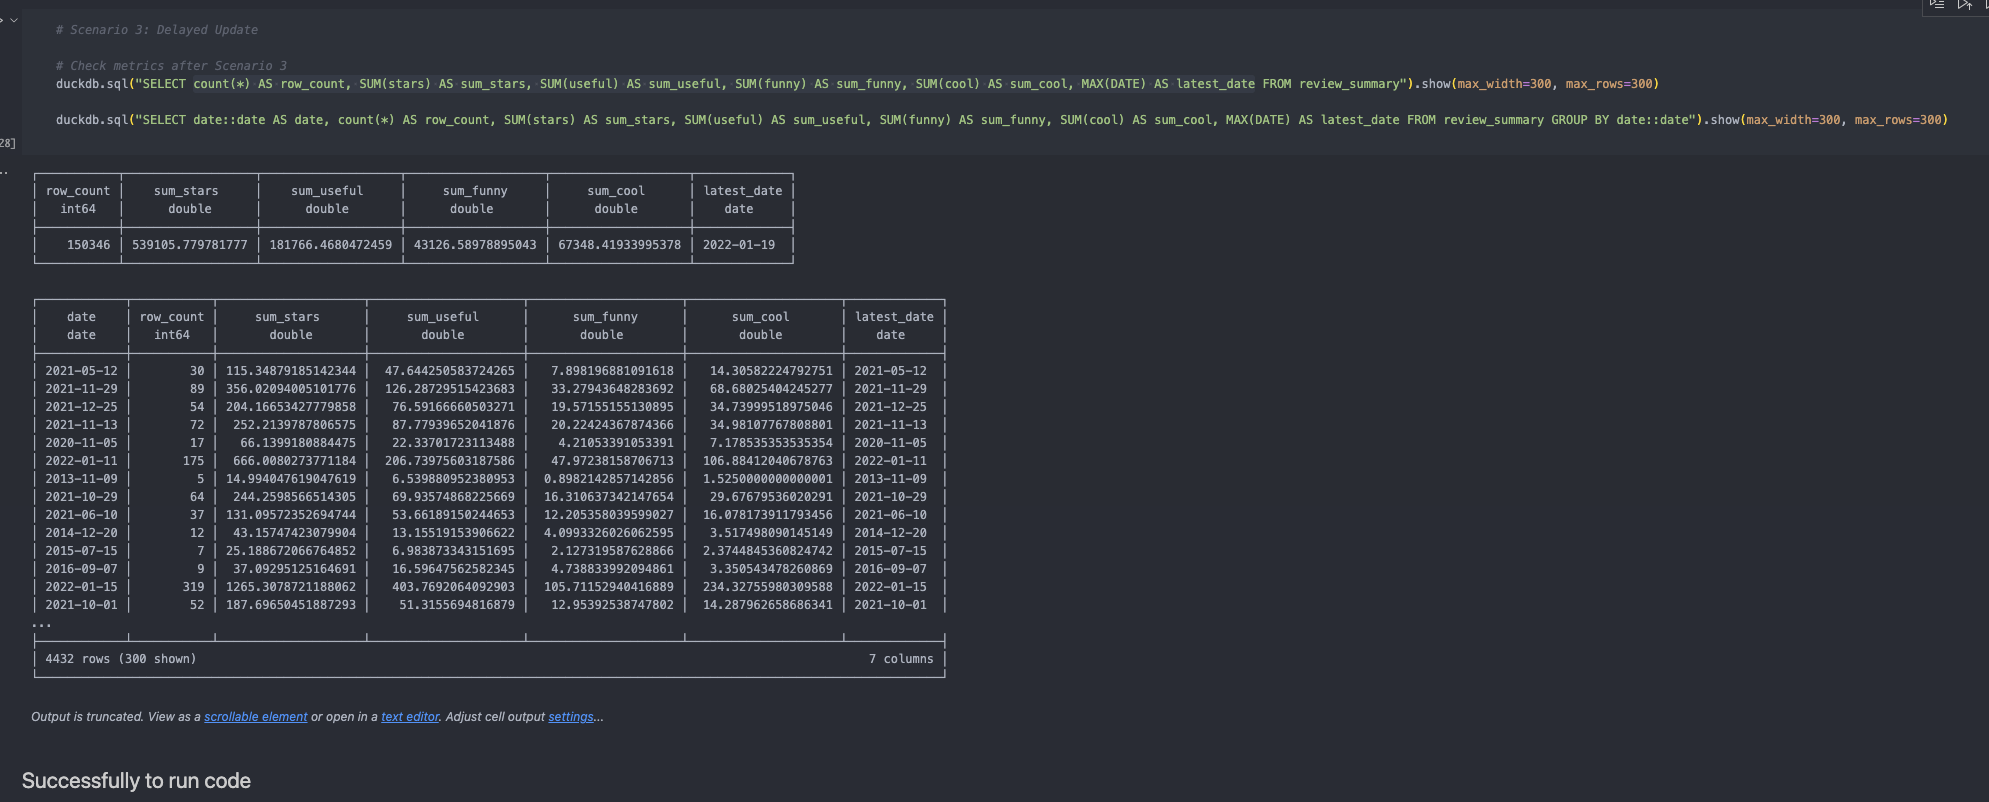 # Scenario 3: Delayed Update
# Check metrics after Scenario 3
duckdb.sql("SELECT count(*) AS row_count, SUM(stars) AS sum_stars, SUM(useful) AS sum_useful, SUM(funny) AS sum_funny, SUM(cool) AS sum_cool, MAX(DATE) AS latest_date FROM review_summary").show(max_width=300, max_rows=300)
duckdb.sql("SELECT date::date AS date, count(*) AS row_count, SUM(stars) AS sum_stars, SUM(useful) AS sum_useful, SUM(funny) AS sum_funny, SUM(cool) AS sum_cool, MAX(DATE) AS latest_date FROM review_summary GROUP BY date::date").show(max_width=300, max_rows=300)
28]
row_count sum_stars sum_useful sum_funny sum_cool latest_date
int64 double double double double date
150346 539105.779781777 181766.4680472459 43126.58978895043 67348.41933995378 2022-01-19
date row_count sum_stars sum_useful sum_funny sum_cool latest_date
date int64 double double double double date
2021-05-12 30 115.34879185142344 47.644250583724265 7.898196881091618 14.30582224792751 2021-05-12
2021-11-29 89 356.02094005101776 126.28729515423683 33.27943648283692 68.68025404245277 2021-11-29
2021-12-25 54 204.16653427779858 76.59166660503271 19.57155155130895 34.73999518975046 2021-12-25
2021-11-13 72 252.2139787806575 87.77939652041876 20.22424367874366 34.98107767808801 2021-11-13
2020-11-05 17 66.1399180884475 22.33701723113488 4.21053391053391 7.178535353535354 2020-11-05
2022-01-11 175 666.0080273771184 206.73975603187586 47.97238158706713 106.88412040678763 2022-01-11
2013-11-09 5 14.994047619047619 6.539880952380953 0.8982142857142856 1.5250000000000001 2013-11-09
2021-10-29 64 244.2598566514305 69.93574868225669 16.310637342147654 29.67679536020291 2021-10-29
2021-06-10 37 131.09572352694744 53.66189150244653 12.205358039599027 16.078173911793456 2021-06-10
2014-12-20 12 43.15747423079904 13.15519153906622 4.0993326026062595 3.517498090145149 2014-12-20
2015-07-15 7 25.188672066764852 6.983873343151695 2.127319587628866 2.3744845360824742 2015-07-15
2016-09-07 9 37.09295125164691 16.59647562582345 4.738833992094861 3.350543478260869 2016-09-07
2022-01-15 319 1265.3078721188062 403.7692064092903 105.71152940416889 234.32755980309588 2022-01-15
2021-10-01 52 187.69650451887293 51.3155694816879 12.95392538747802 14.287962658686341 2021-10-01
...
4432 rows (300 shown) 7 columns
Output is truncated. View as a scrollable element or open in a text editor. Adjust cell output settings...
Successfully to run code